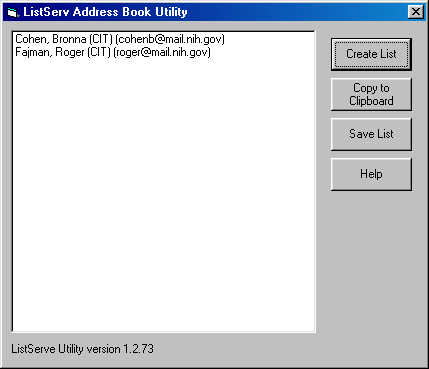 ListServ Address Book Utility
Cohen, Bronna (CIT) (cohenb@mail.nih.gov)
Fajman, Roger (CIT) (roger@mail.nih.gov)
Create List
Copy to
Clipboard
Save List
Help
ListServe Utility version 1.2.73